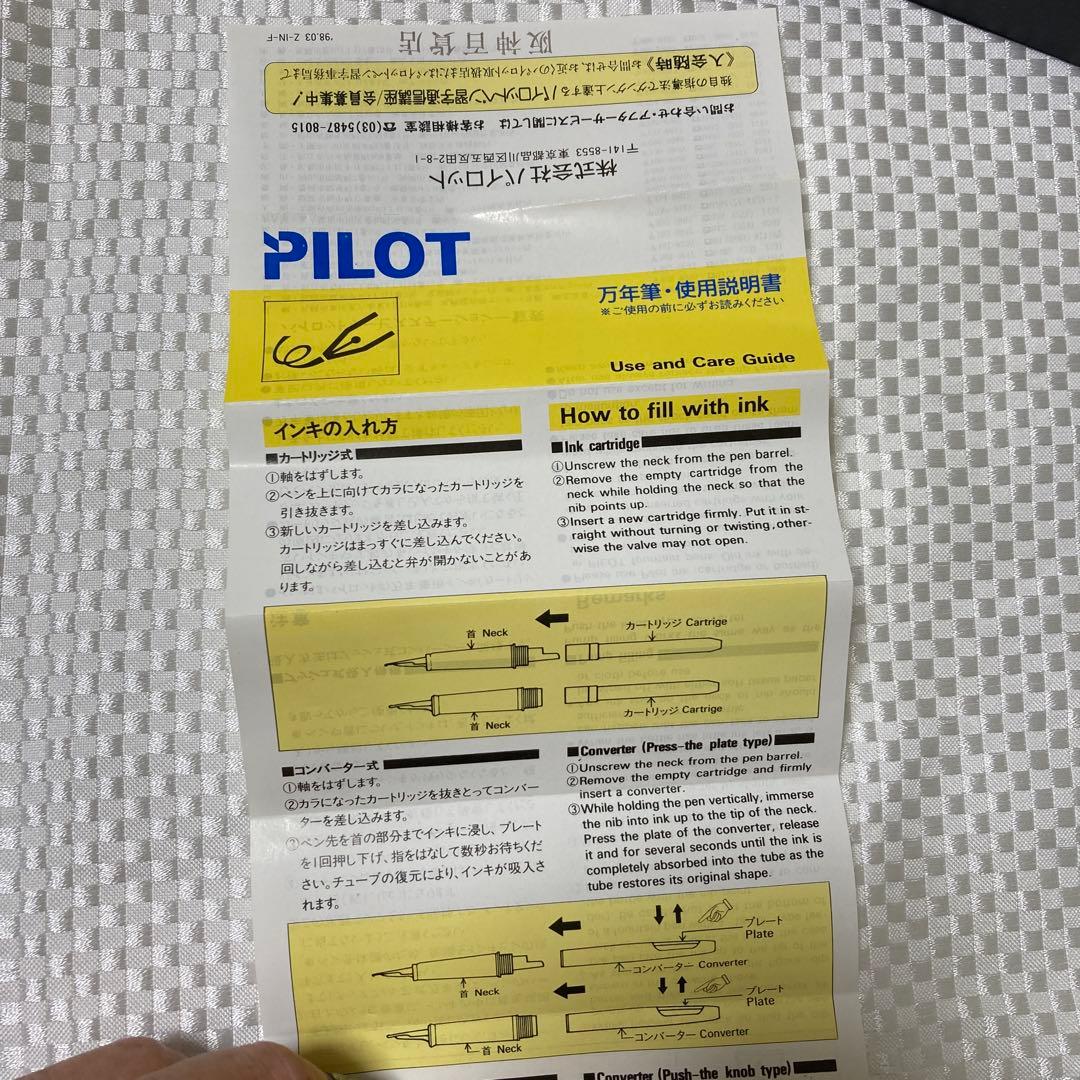 阪神百貨店
'98.03 Z-IN-F
独自の指導法でグングン上達する パイロットペン習字通信講座/会員募集中!
《入会随時》お問合せは、お近くのパイロット取扱店またはパイロットペン習字事務局まで
お問い合わせ・アフターサービスに関しては お客様相談室 ☎(03)5487-8015
〒141-8553 東京都品川区西五反田2-8-1
株式会社パイロット
PILOT
万年筆・使用説明書
※ご使用の前に必ずお読みください
Use and Care Guide
インキの入れ方
■カートリッジ式
①軸をはずします。
②ペンを上に向けてカラになったカートリッジを
引き抜きます。
③新しいカートリッジを差し込みます。
カートリッジはまっすぐに差し込んでください。
回しながら差し込むと弁が開かないことがあ
ります。
How to fill with ink
■Ink cartridge
①Unscrew the neck from the pen barrel.
②Remove the empty cartridge from the
neck while holding the neck so that the
nib points up.
③Insert a new cartridge firmly. Put it in st-
raight without turning or twisting,other-
wise the valve may not open.
首 Neck
カートリッジ Cartrige
首 Neck
カートリッジ Cartrige
■コンバーター式
①軸をはずします。
②カラになったカートリッジを抜きとってコンバー
ターを差し込みます。
③ペン先を首の部分までインキに浸し、プレート
を1回押し下げ、指をはなして数秒お待ちくだ
さい。チューブの復元により、インキが吸入さ
れます。
■Converter (Press-the plate type)
①Unscrew the neck from the pen barrel.
②Remove the empty cartridge and firmly
insert a converter.
③While holding the pen vertically, immerse
the nib into ink up to the tip of the neck.
Press the plate of the converter, release
it and for several seconds until the ink is
completely absorbed into the tube as the
tube restores its original shape.
首 Neck
プレート
Plate
コンバーター Converter
首 Neck
プレート
Plate
コンバーター Converter
■Converter (Push-the knob type)